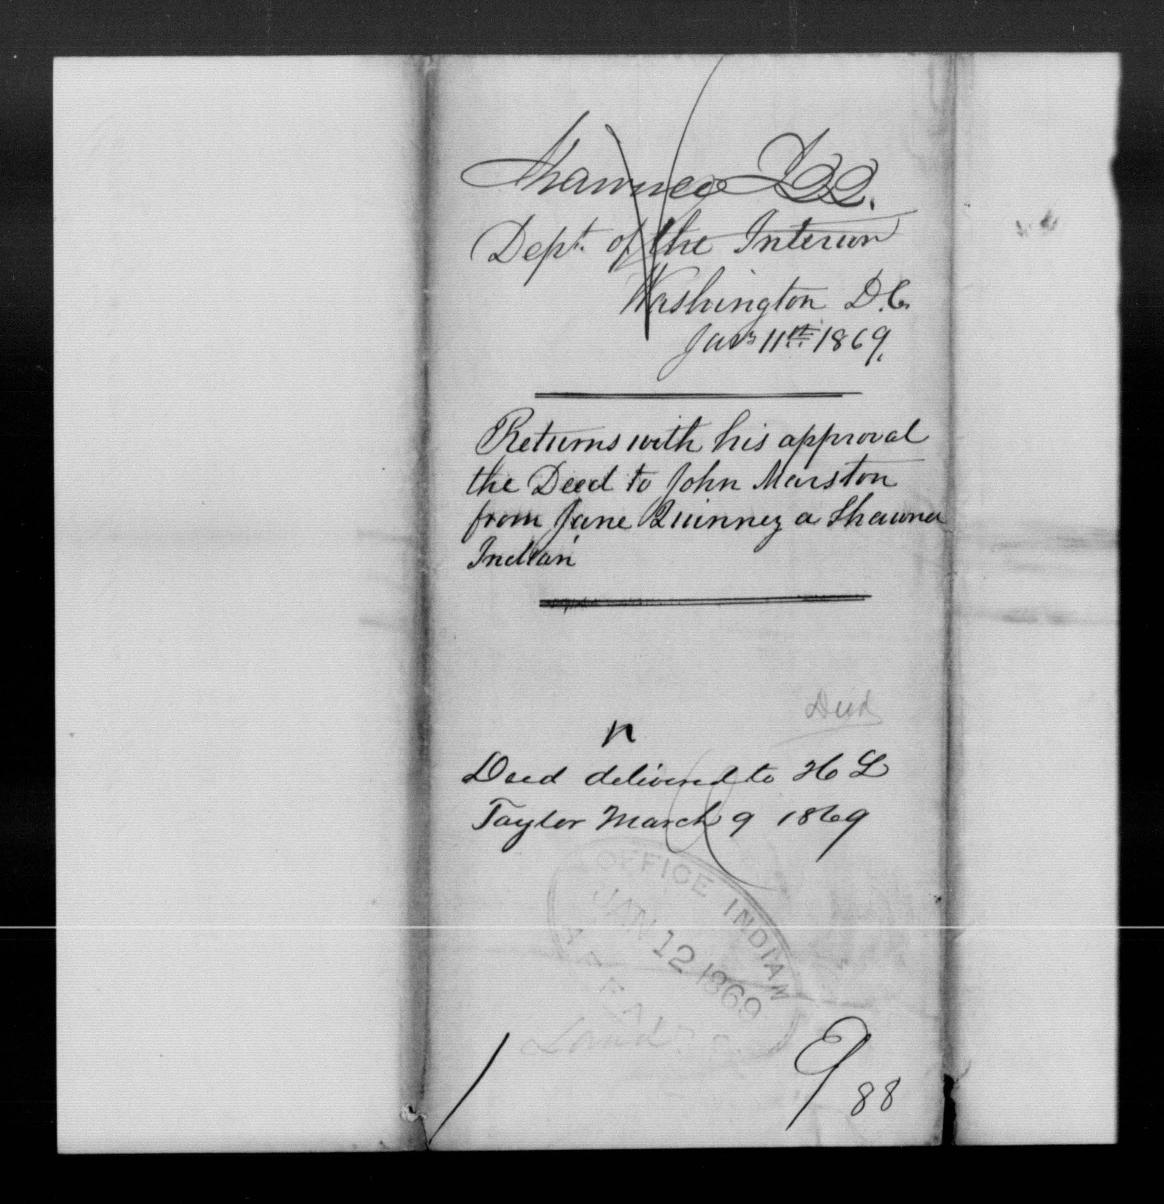 Shawnee I 22.
Dept. of the Interior
Washington D.C.
Jany 11th 1869.
Returns with his approval
the Deed to John Marston
from Jane Quinney a Shawnee
Indian
Deed
n
Deed delivered to H L
Taylor March 9 1869
OFFICE INDIAN
JAN 12 1869
AFFAIRS
Land
88